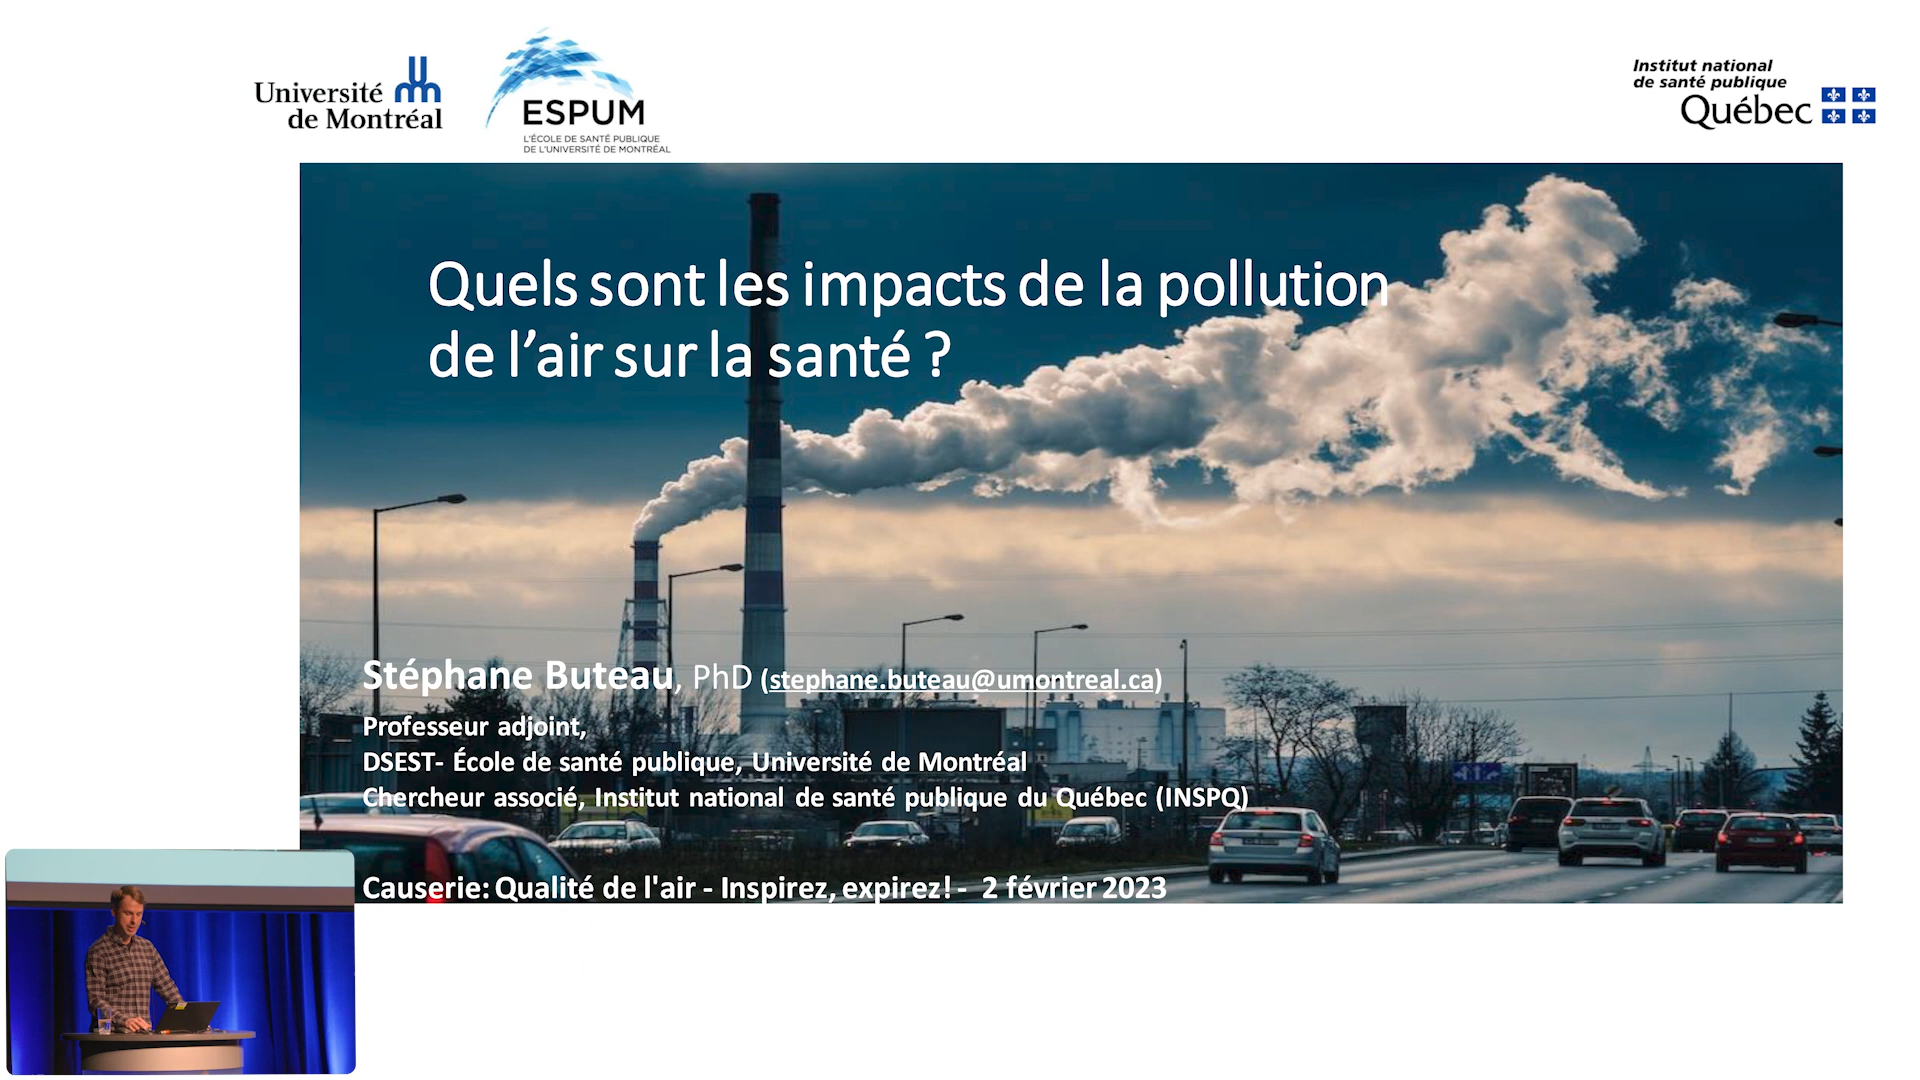 Université
de Montréal
ESPUM
L'ÉCOLE DE SANTÉ PUBLIQUE
DE L'UNIVERSITÉ DE MONTRÉAL
Institut national
de santé publique
Québec
Quels sont les impacts de la pollution
de l’air sur la santé ?
Stéphane Buteau, PhD (stephane.buteau@umontreal.ca)
Professeur adjoint,
DSEST- École de santé publique, Université de Montréal
Chercheur associé, Institut national de santé publique du Québec (INSPQ)
Causerie: Qualité de l'air - Inspirez, expirez! - 2 février 2023